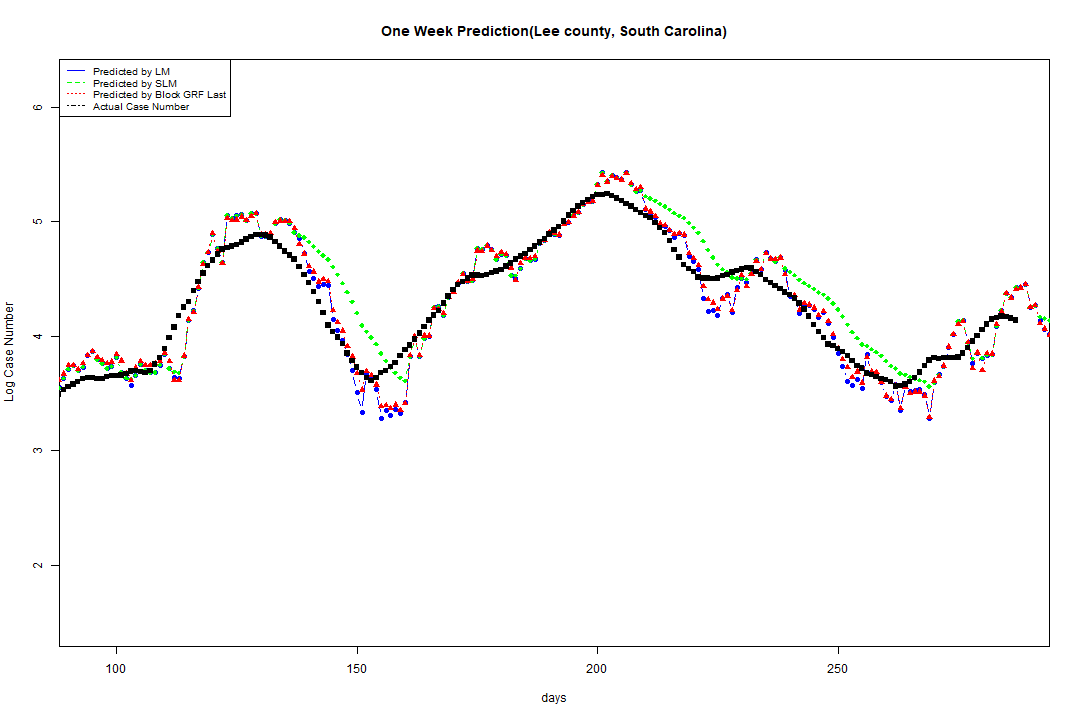 One Week Prediction(Lee county, South Carolina)
Predicted by LM
Predicted by SLM
Predicted by Block GRF Last
Actual Case Number
6
5
4
3
2
Log Case Number
100 150 200 250
days